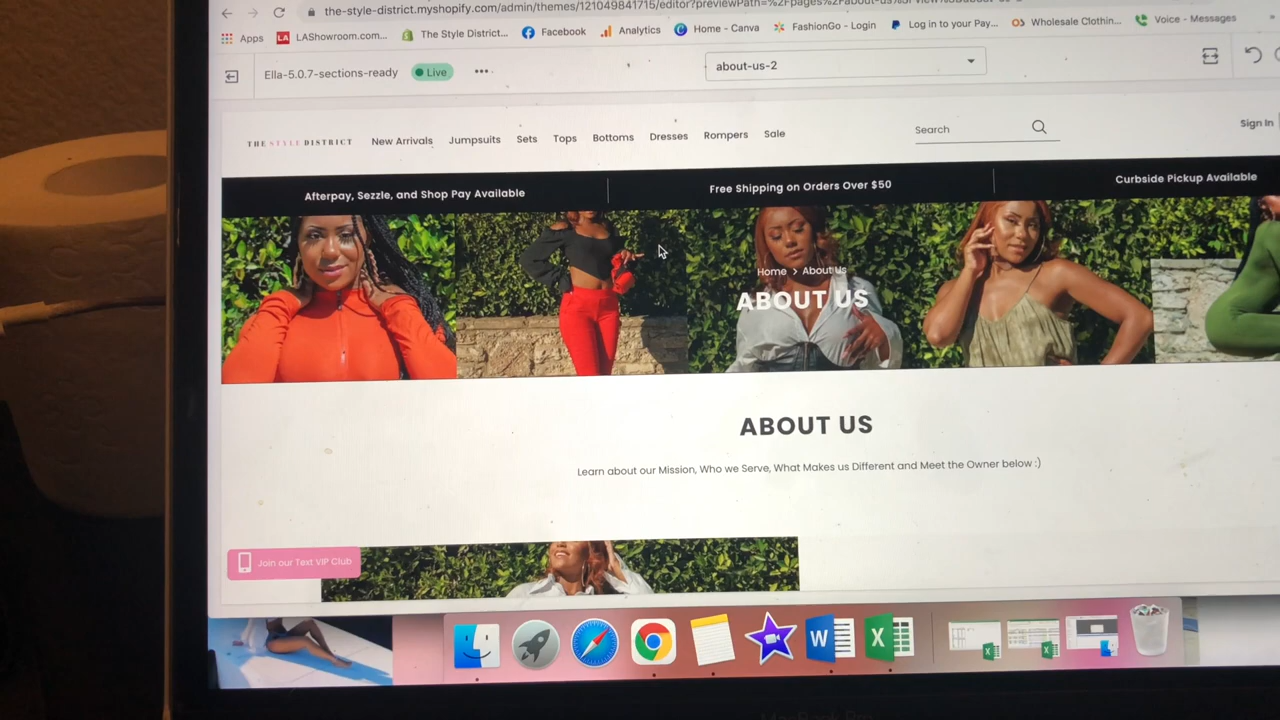 the-style-district.myshopify.com/admin/themes/121049841715/editor?previewPath=%2Fpages%2Fabout-us%3Fview%3Dabout-us-2
Apps LAShowroom.com... The Style District... Facebook Analytics Home - Canva FashionGo - Login Log in to your Pay... Wholesale Clothin... Voice - Messages
Ella-5.0.7-sections-ready Live ••• about-us-2
THE STYLE DISTRICT New Arrivals Jumpsuits Sets Tops Bottoms Dresses Rompers Sale Search Sign In
Afterpay, Sezzle, and Shop Pay Available Free Shipping on Orders Over $50 Curbside Pickup Available
Home > About Us
ABOUT US
ABOUT US
Learn about our Mission, Who we Serve, What Makes us Different and Meet the Owner below :)
Join our Text VIP Club